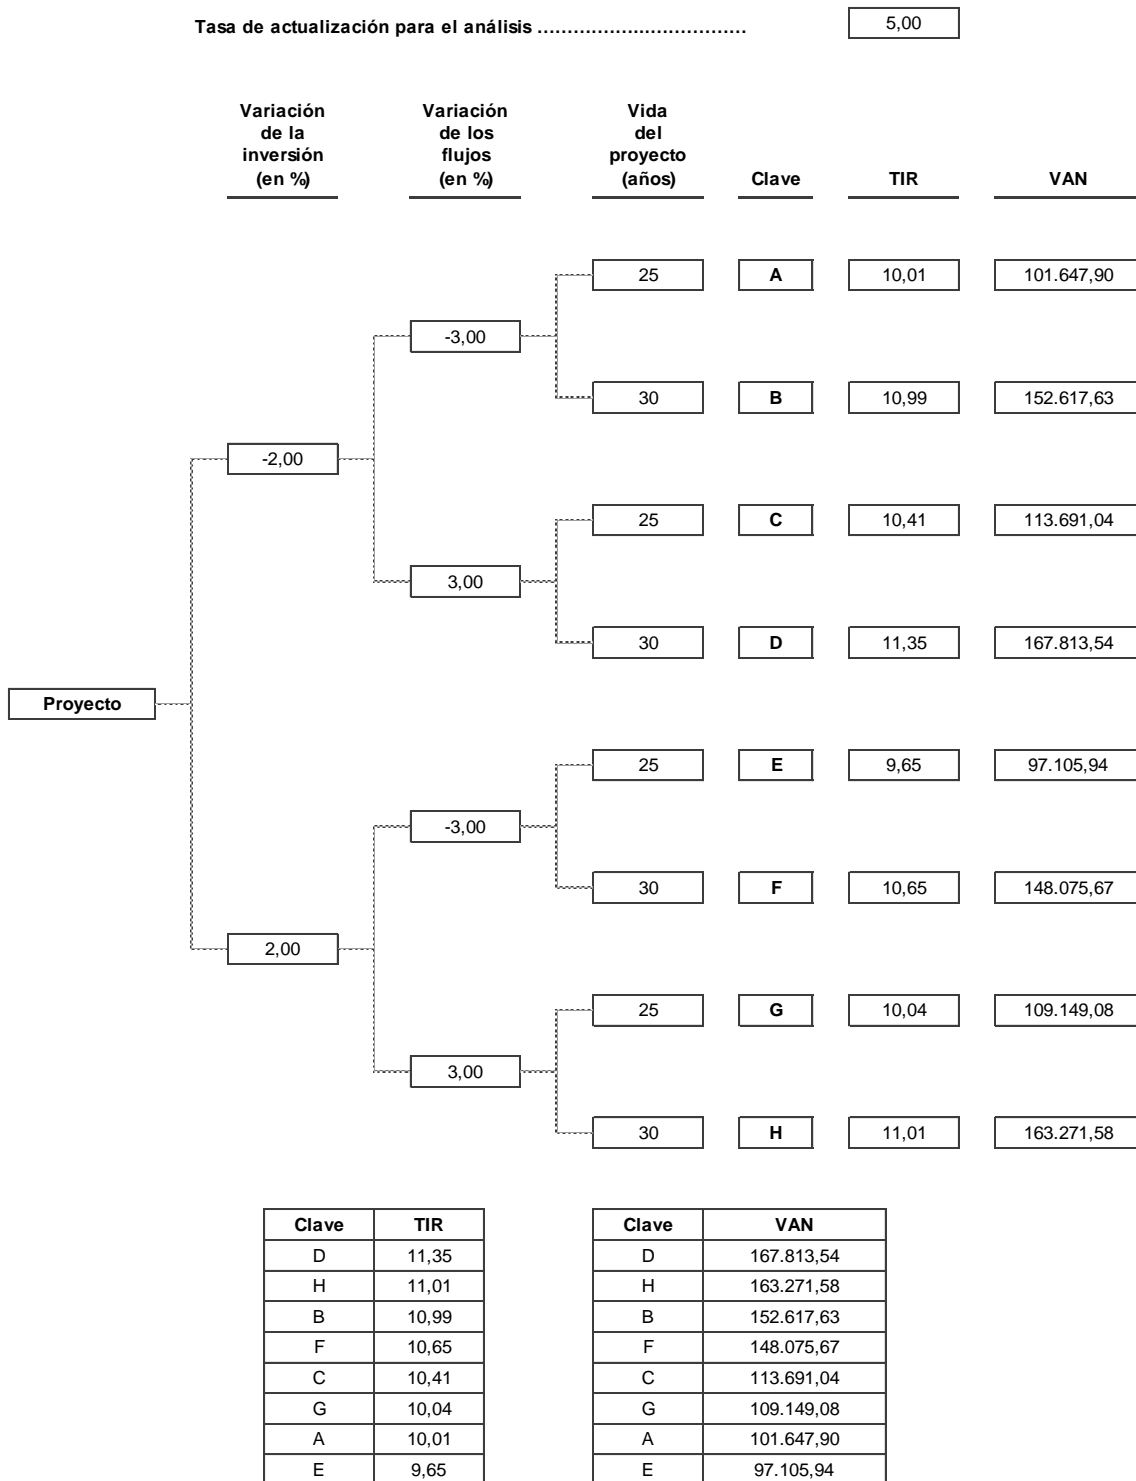 Tasa de actualización para el análisis ……………….……………… 5,00
Variación Variación Vida
de la de los del
inversión flujos proyecto
(en %) (en %) (años) Clave TIR VAN
25 A 10,01 101.647,90
-3,00
30 B 10,99 152.617,63
-2,00
25 C 10,41 113.691,04
3,00
30 D 11,35 167.813,54
Proyecto
25 E 9,65 97.105,94
-3,00
30 F 10,65 148.075,67
2,00
25 G 10,04 109.149,08
3,00
30 H 11,01 163.271,58
Clave TIR Clave VAN
D 11,35 D 167.813,54
H 11,01 H 163.271,58
B 10,99 B 152.617,63
F 10,65 F 148.075,67
C 10,41 C 113.691,04
G 10,04 G 109.149,08
A 10,01 A 101.647,90
E 9,65 E 97.105,94